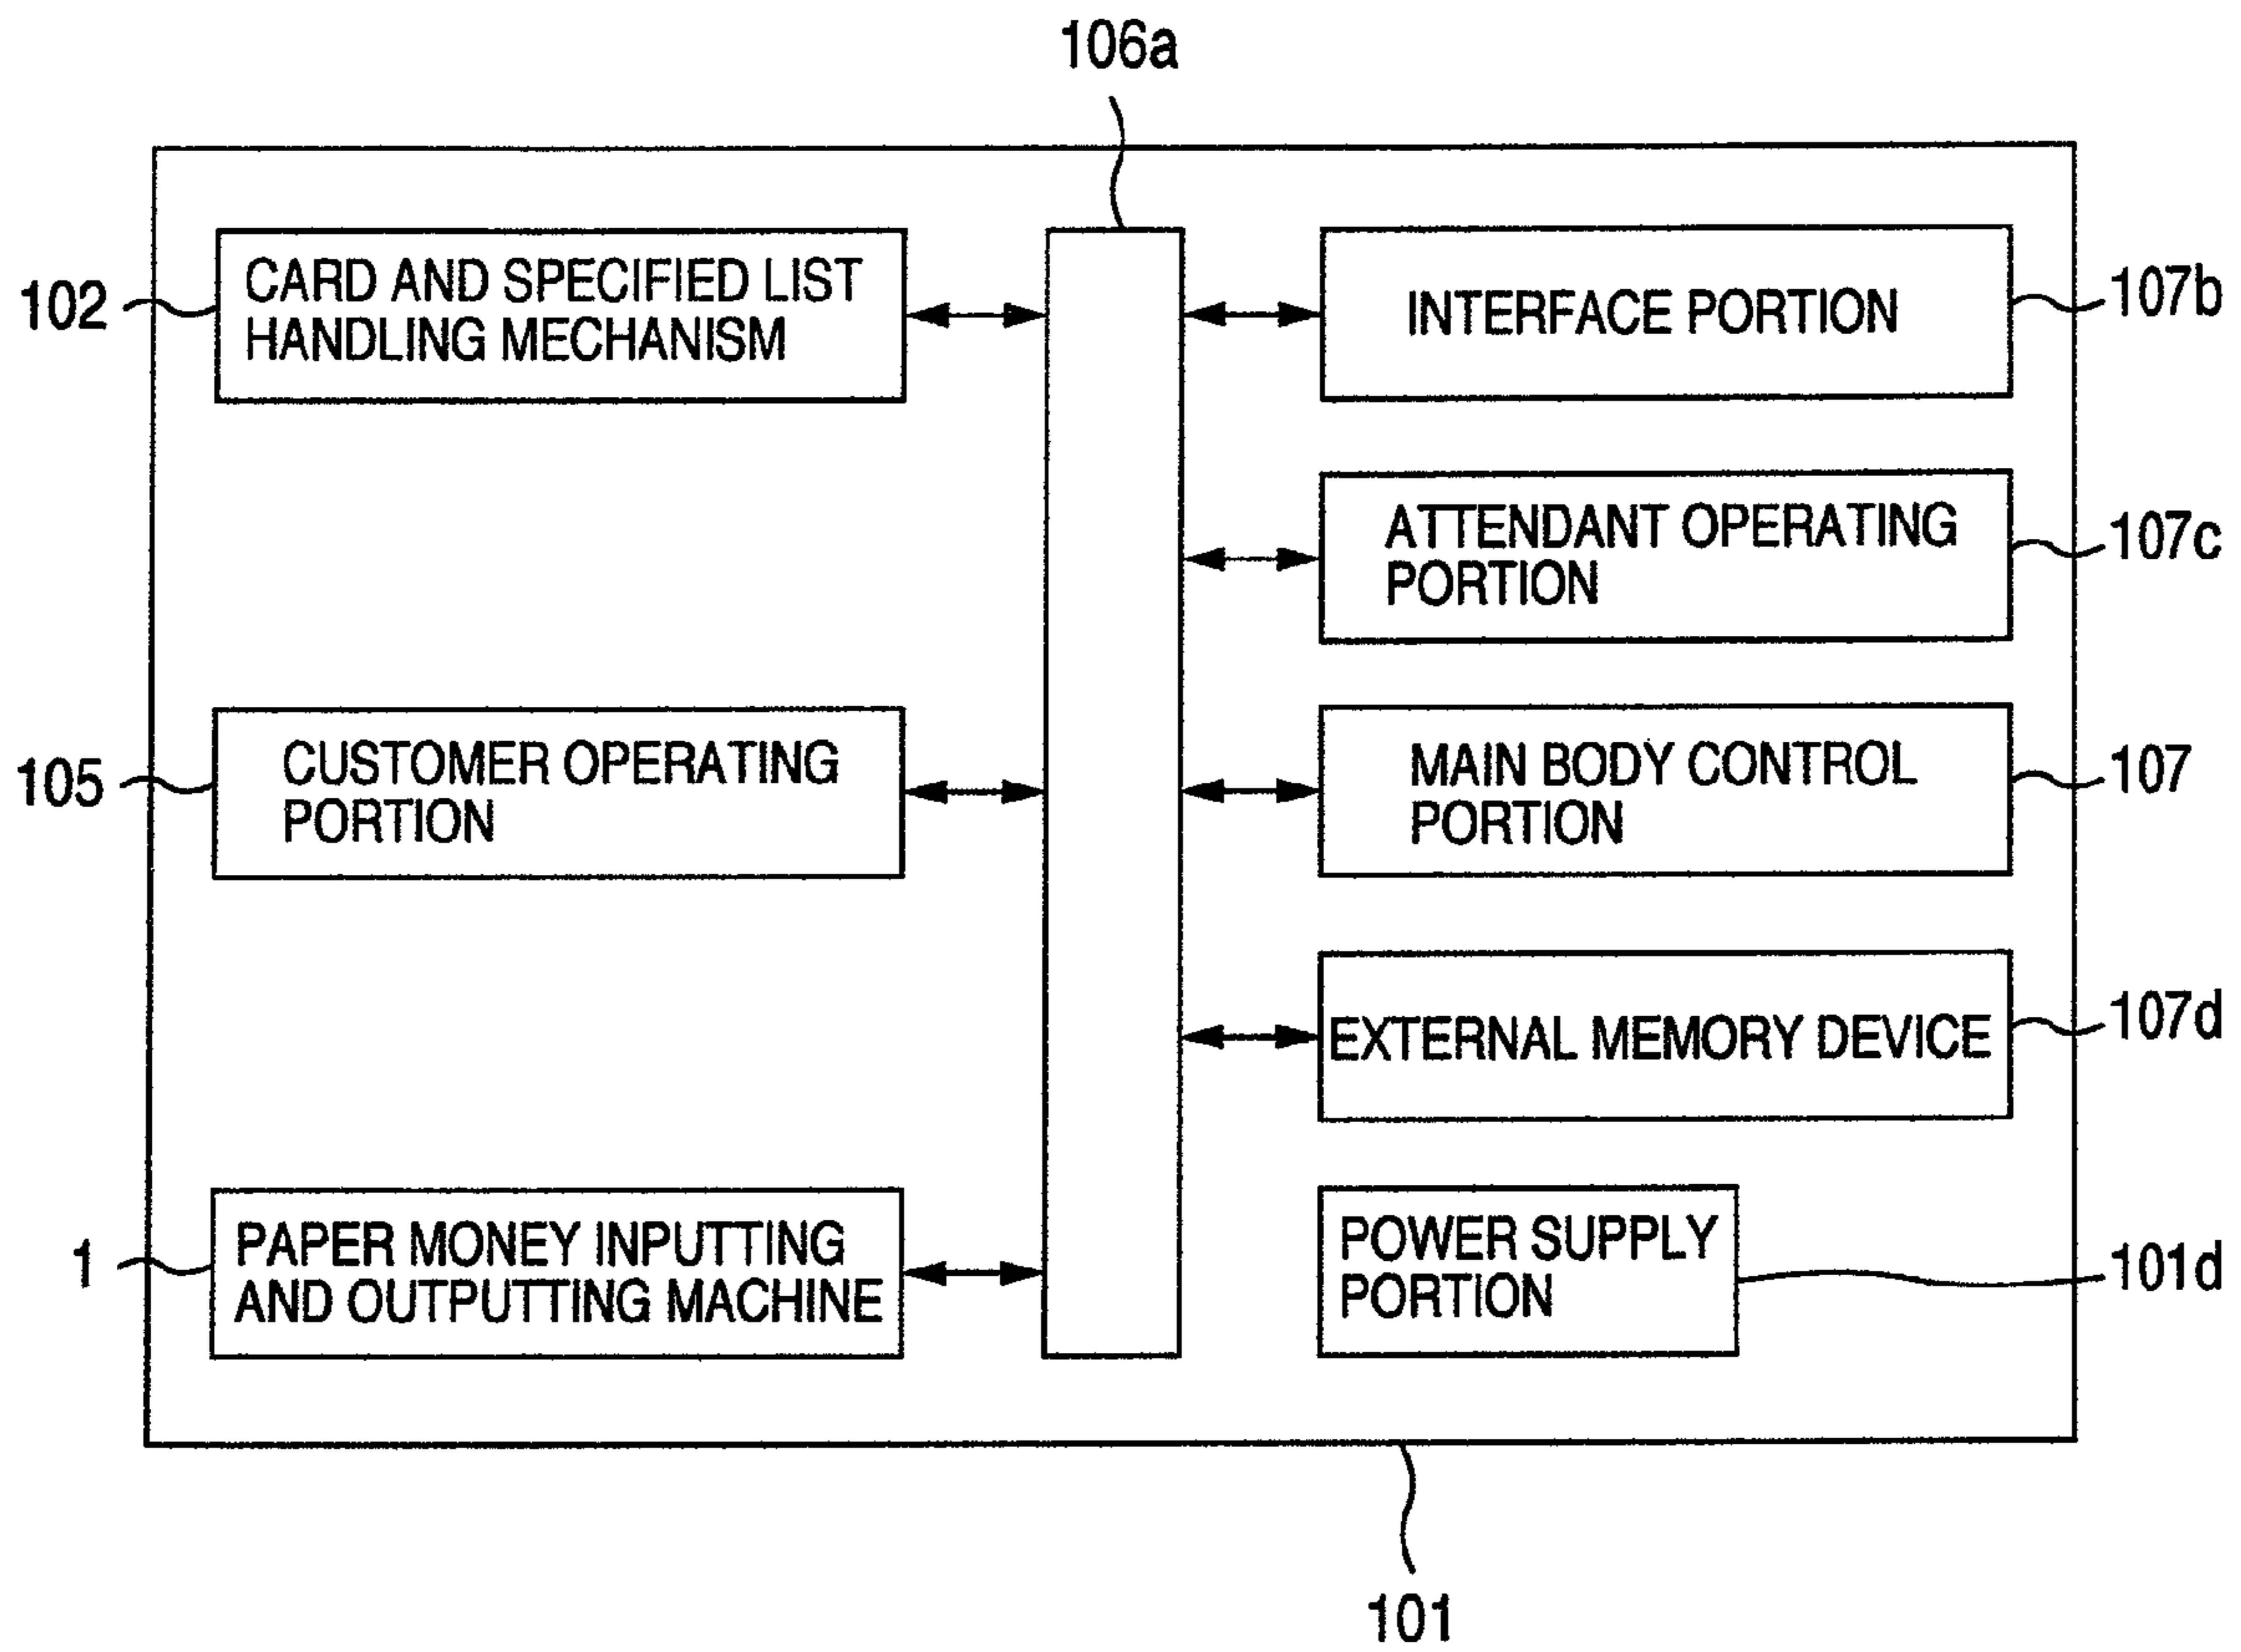 106a
102
CARD AND SPECIFIED LIST
HANDLING MECHANISM
INTERFACE PORTION
107b
ATTENDANT OPERATING
PORTION
107c
105
CUSTOMER OPERATING
PORTION
MAIN BODY CONTROL
PORTION
107
EXTERNAL MEMORY DEVICE
107d
1
PAPER MONEY INPUTTING
AND OUTPUTTING MACHINE
POWER SUPPLY
PORTION
101d
101